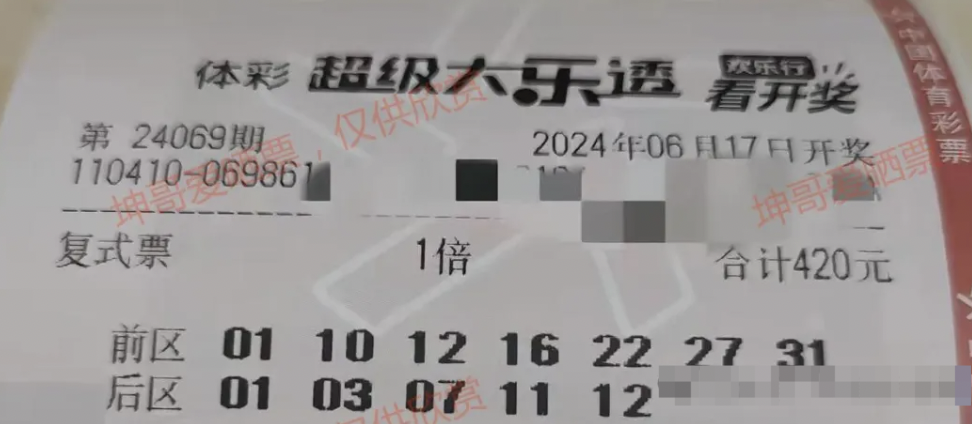 体彩 超级大乐透 欢乐行 看开奖
第 24069期 2024年06月17日开奖
110410-069861
复式票 1倍 合计420元
前区 01 10 12 16 22 27 31
后区 01 03 07 11 12
中国体育彩票
坤哥爱晒票，仅供欣赏
坤哥爱晒票
仅供欣赏